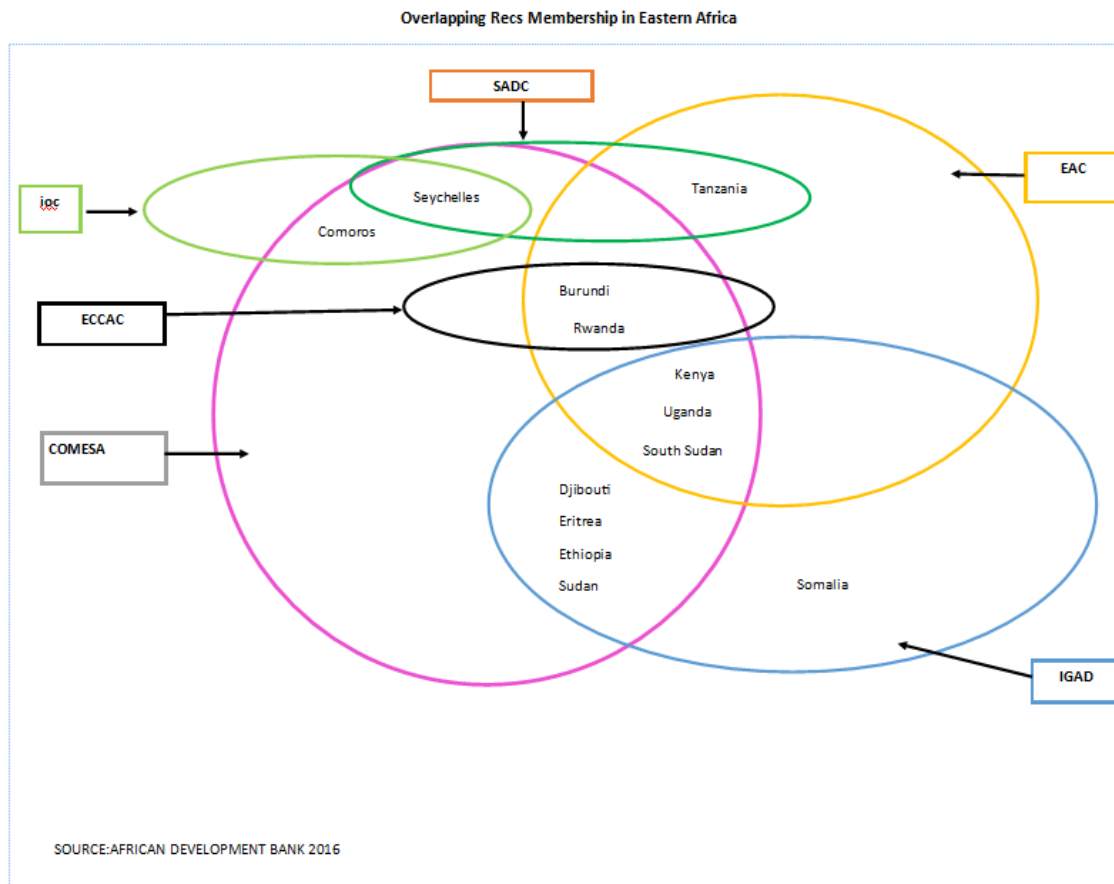 Overlapping Recs Membership in Eastern Africa
SADC
EAC
ioc
Seychelles
Tanzania
Comoros
ECCAC
Burundi
Rwanda
Kenya
Uganda
COMESA
South Sudan
Djibouti
Eritrea
Ethiopia
Sudan
Somalia
IGAD
SOURCE:AFRICAN DEVELOPMENT BANK 2016